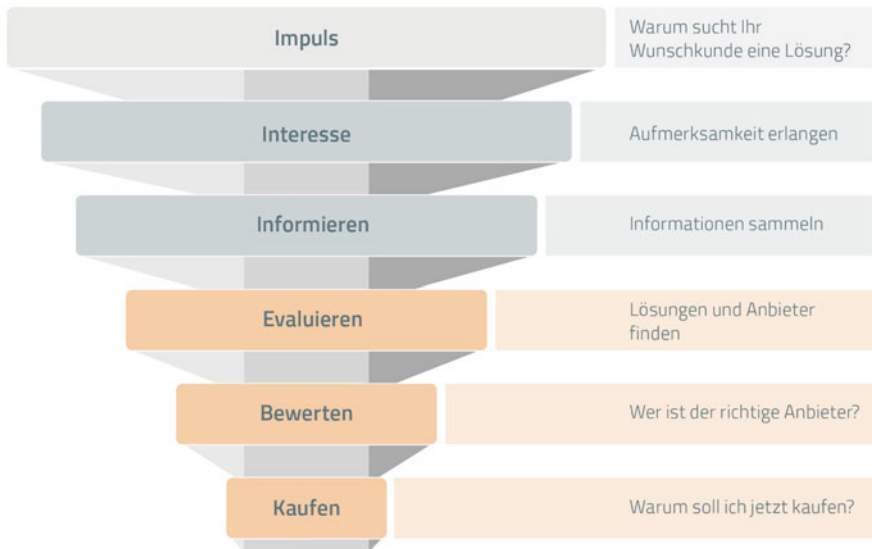 Impuls
Warum sucht Ihr
Wunschkunde eine Lösung?
Interesse
Aufmerksamkeit erlangen
Informieren
Informationen sammeln
Evaluieren
Lösungen und Anbieter
finden
Bewerten
Wer ist der richtige Anbieter?
Kaufen
Warum soll ich jetzt kaufen?